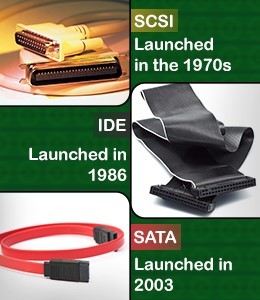 SCSI
Launched
in the 1970s
IDE
Launched in
1986
SATA
Launched in
2003